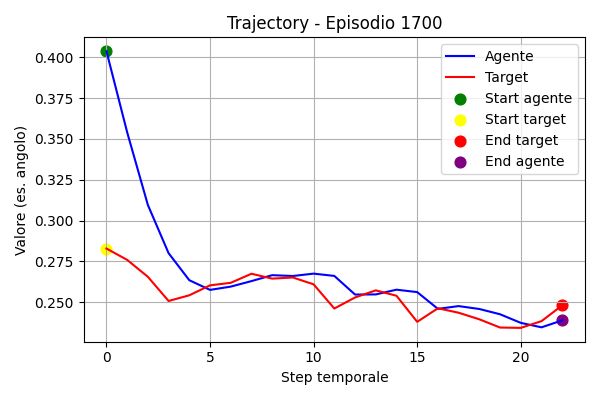 Trajectory - Episodio 1700
Agente
Target
Start agente
Start target
End target
End agente
Valore (es. angolo)
0.400
0.375
0.350
0.325
0.300
0.275
0.250
0
5
10
15
20
Step temporale